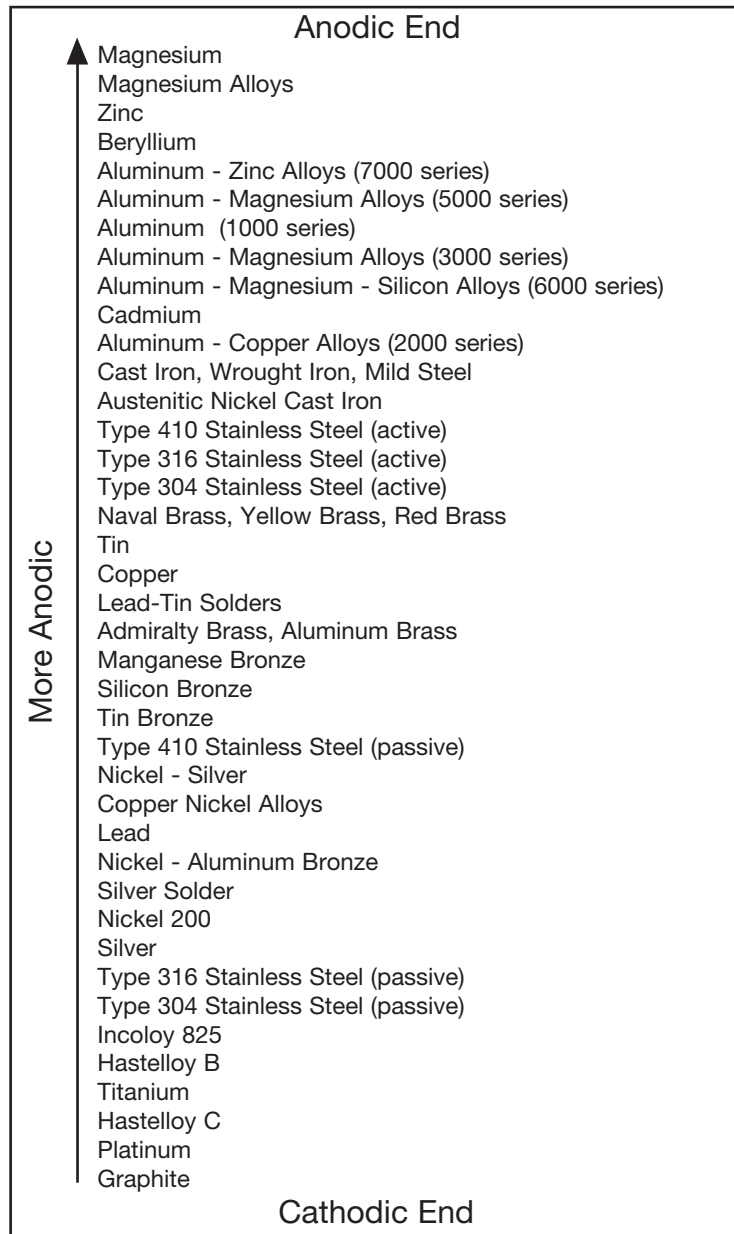 Anodic End
Magnesium
Magnesium Alloys
Zinc
Beryllium
Aluminum - Zinc Alloys (7000 series)
Aluminum - Magnesium Alloys (5000 series)
Aluminum (1000 series)
Aluminum - Magnesium Alloys (3000 series)
Aluminum - Magnesium - Silicon Alloys (6000 series)
Cadmium
Aluminum - Copper Alloys (2000 series)
Cast Iron, Wrought Iron, Mild Steel
Austenitic Nickel Cast Iron
Type 410 Stainless Steel (active)
Type 316 Stainless Steel (active)
Type 304 Stainless Steel (active)
Naval Brass, Yellow Brass, Red Brass
Tin
Copper
Lead-Tin Solders
Admiralty Brass, Aluminum Brass
Manganese Bronze
Silicon Bronze
Tin Bronze
Type 410 Stainless Steel (passive)
Nickel - Silver
Copper Nickel Alloys
Lead
Nickel - Aluminum Bronze
Silver Solder
Nickel 200
Silver
Type 316 Stainless Steel (passive)
Type 304 Stainless Steel (passive)
Incoloy 825
Hastelloy B
Titanium
Hastelloy C
Platinum
Graphite
Cathodic End
More Anodic